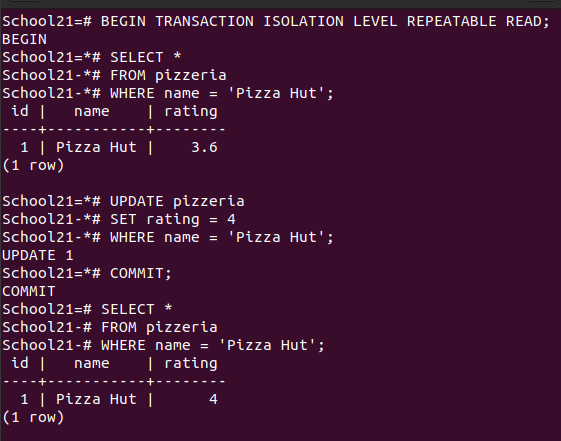 School21=# BEGIN TRANSACTION ISOLATION LEVEL REPEATABLE READ;
BEGIN
School21=*# SELECT *
School21-*# FROM pizzeria
School21-*# WHERE name = 'Pizza Hut';
 id |   name    | rating
----+-----------+--------
  1 | Pizza Hut |    3.6
(1 row)

School21=*# UPDATE pizzeria
School21-*# SET rating = 4
School21-*# WHERE name = 'Pizza Hut';
UPDATE 1
School21=*# COMMIT;
COMMIT
School21=# SELECT *
School21-# FROM pizzeria
School21-# WHERE name = 'Pizza Hut';
 id |   name    | rating
----+-----------+--------
  1 | Pizza Hut |      4
(1 row)